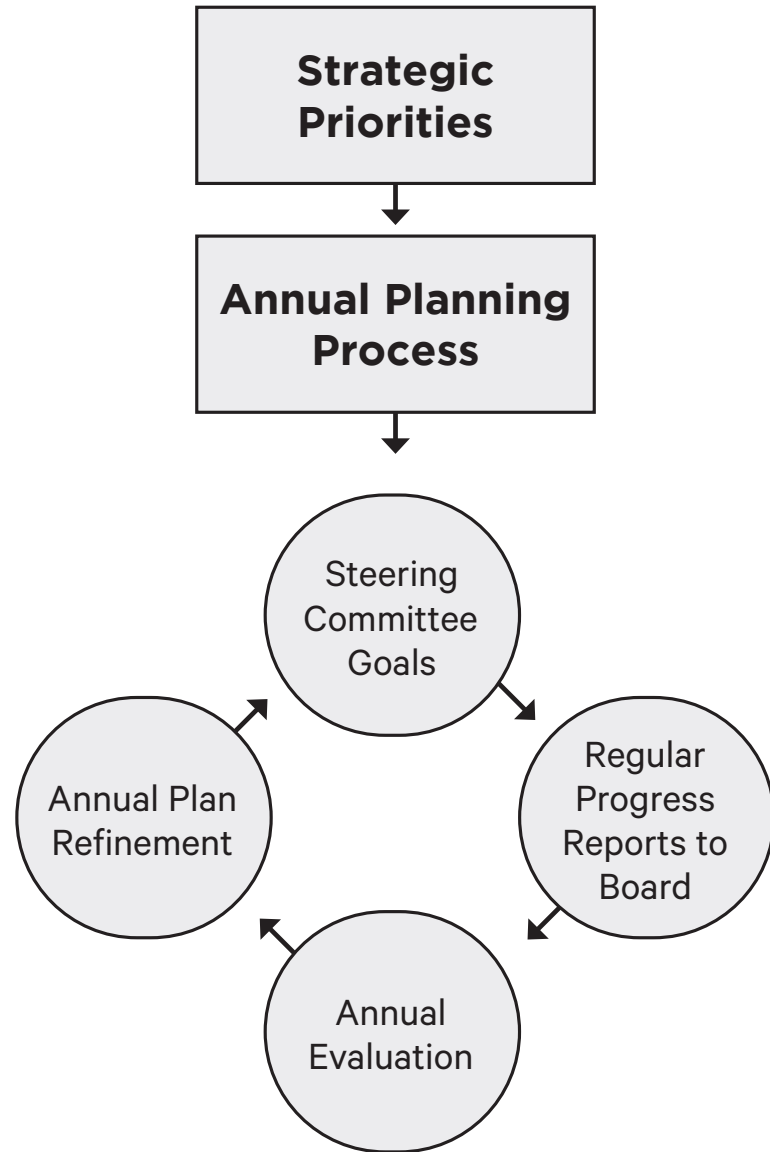 Strategic
Priorities
Annual Planning
Process
Steering
Committee
Goals
Regular
Progress
Reports to
Board
Annual
Evaluation
Annual Plan
Refinement